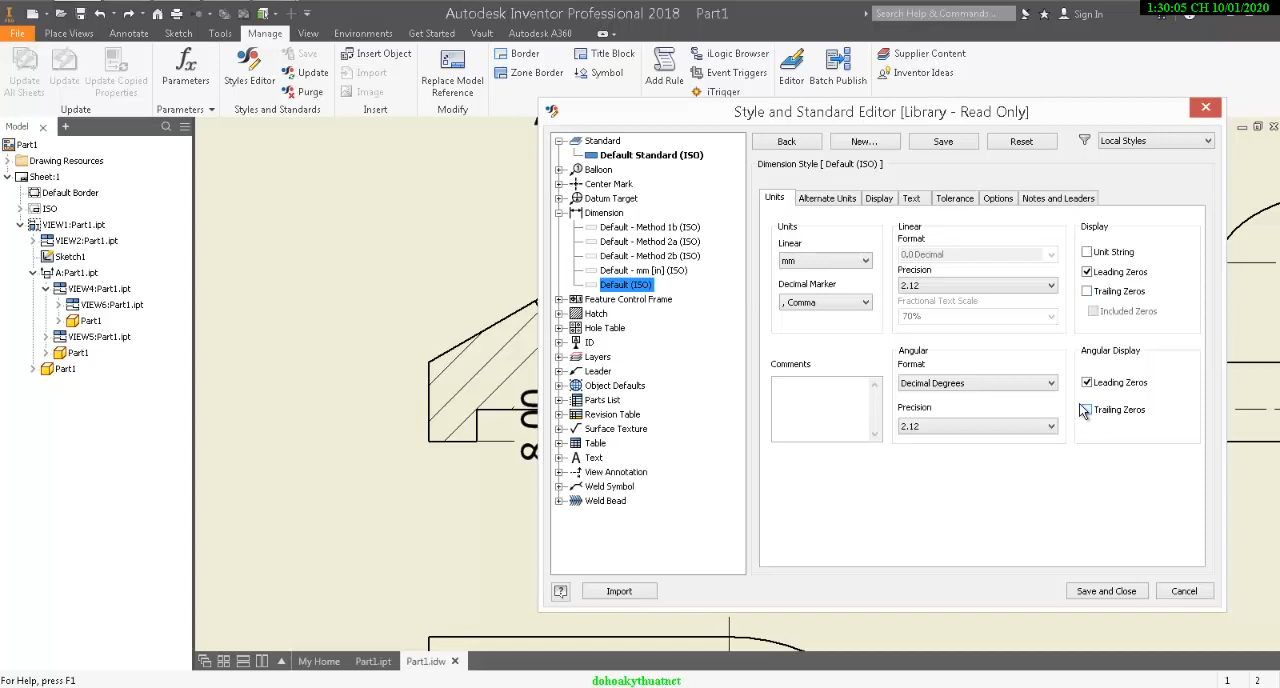 Autodesk Inventor Professional 2018 Part1
Search Help & Commands...
Sign In
1:30:05 CH 10/01/2020
File
Place Views
Annotate
Sketch
Tools
Manage
View
Environments
Get Started
Vault
Autodesk A360
Update All Sheets
Update
Update Copied Properties
Update
Parameters
Parameters
Styles Editor
Save
Update
Purge
Styles and Standards
Insert Object
Import
Image
Insert
Replace Model Reference
Modify
Border
Zone Border
Title Block
Symbol
Add Rule
iLogic Browser
Event Triggers
iTrigger
Editor
Batch Publish
Supplier Content
Inventor Ideas
Model
Part1
Drawing Resources
Sheet:1
Default Border
ISO
VIEW1:Part1.ipt
VIEW2:Part1.ipt
Sketch1
A:Part1.ipt
VIEW4:Part1.ipt
VIEW6:Part1.ipt
Part1
VIEW5:Part1.ipt
Part1
Part1
Style and Standard Editor [Library - Read Only]
Standard
Default Standard (ISO)
Balloon
Center Mark
Datum Target
Dimension
Default - Method 1b (ISO)
Default - Method 2a (ISO)
Default - Method 2b (ISO)
Default - mm [in] (ISO)
Default (ISO)
Feature Control Frame
Hatch
Hole Table
ID
Layers
Leader
Object Defaults
Parts List
Revision Table
Surface Texture
Table
Text
View Annotation
Weld Symbol
Weld Bead
Back
New...
Save
Reset
Local Styles
Dimension Style [ Default (ISO) ]
Units
Alternate Units
Display
Text
Tolerance
Options
Notes and Leaders
Units
Linear
mm
Decimal Marker
, Comma
Linear
Format
0.0 Decimal
Precision
2.12
Fractional Text Scale
70%
Display
Unit String
Leading Zeros
Trailing Zeros
Included Zeros
Comments
Angular
Format
Decimal Degrees
Precision
2.12
Angular Display
Leading Zeros
Trailing Zeros
Import
Save and Close
Cancel
My Home
Part1.ipt
Part1.idw
For Help, press F1
dohoakythuatnet
1
2